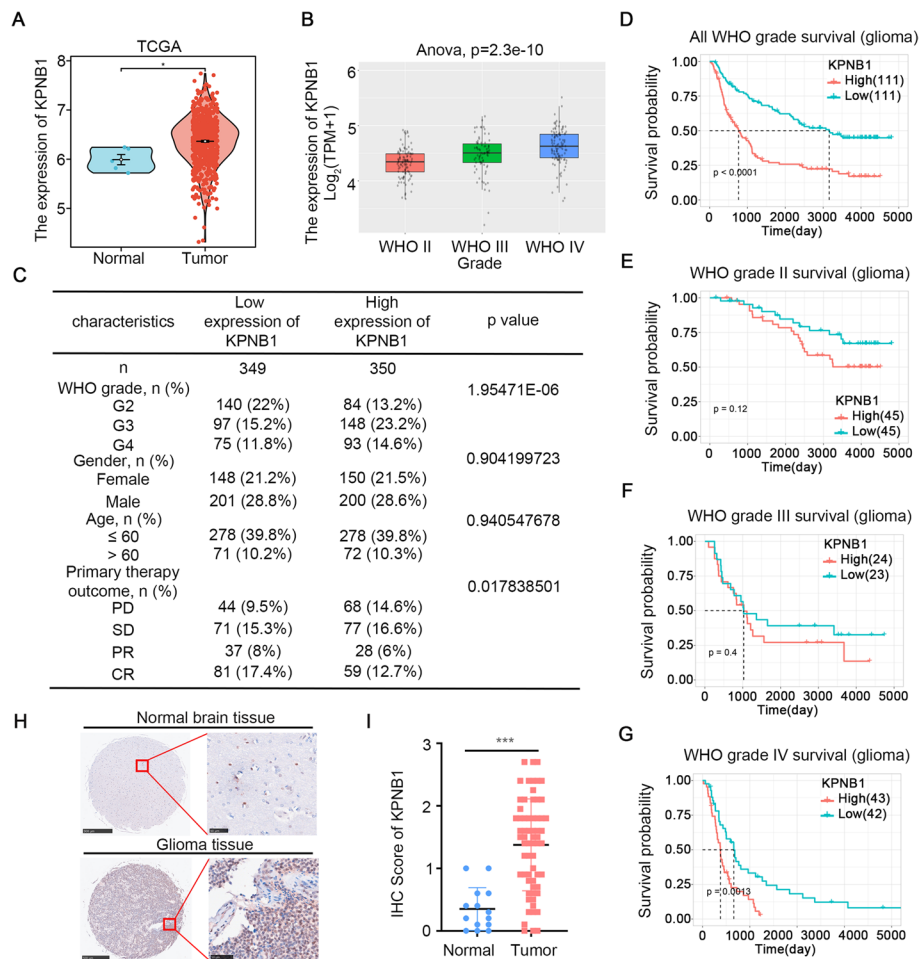 A
TCGA
The expression of KPNB1
8
7
6
5
*
Normal
Tumor
B
Anova, p=2.3e-10
The expression of KPNB1
Log2(TPM+1)
6
5
4
WHO II
WHO III
WHO IV
Grade
C
characteristics
Low expression of KPNB1
High expression of KPNB1
p value
n 349 350
WHO grade, n (%) 1.95471E-06
G2 140 (22%) 84 (13.2%)
G3 97 (15.2%) 148 (23.2%)
G4 75 (11.8%) 93 (14.6%)
Gender, n (%) 0.904199723
Female 148 (21.2%) 150 (21.5%)
Male 201 (28.8%) 200 (28.6%)
Age, n (%) 0.940547678
≤ 60 278 (39.8%) 278 (39.8%)
> 60 71 (10.2%) 72 (10.3%)
Primary therapy
outcome, n (%) 0.017838501
PD 44 (9.5%) 68 (14.6%)
SD 71 (15.3%) 77 (16.6%)
PR 37 (8%) 28 (6%)
CR 81 (17.4%) 59 (12.7%)
D
All WHO grade survival (glioma)
Survival probability
1.00
0.75
0.50
0.25
0.00
KPNB1
High(111)
Low(111)
p < 0.0001
0 1000 2000 3000 4000 5000
Time(day)
E
WHO grade II survival (glioma)
Survival probability
1.00
0.75
0.50
0.25
0.00
KPNB1
High(45)
Low(45)
p = 0.12
0 1000 2000 3000 4000 5000
Time(day)
F
WHO grade III survival (glioma)
Survival probability
1.00
0.75
0.50
0.25
0.00
KPNB1
High(24)
Low(23)
p = 0.4
0 1000 2000 3000 4000 5000
Time(day)
G
WHO grade IV survival (glioma)
Survival probability
1.00
0.75
0.50
0.25
0.00
KPNB1
High(43)
Low(42)
p = 0.0013
0 1000 2000 3000 4000 5000
Time(day)
H
Normal brain tissue
Glioma tissue
I
IHC Score of KPNB1
3
2
1
0
***
Normal
Tumor